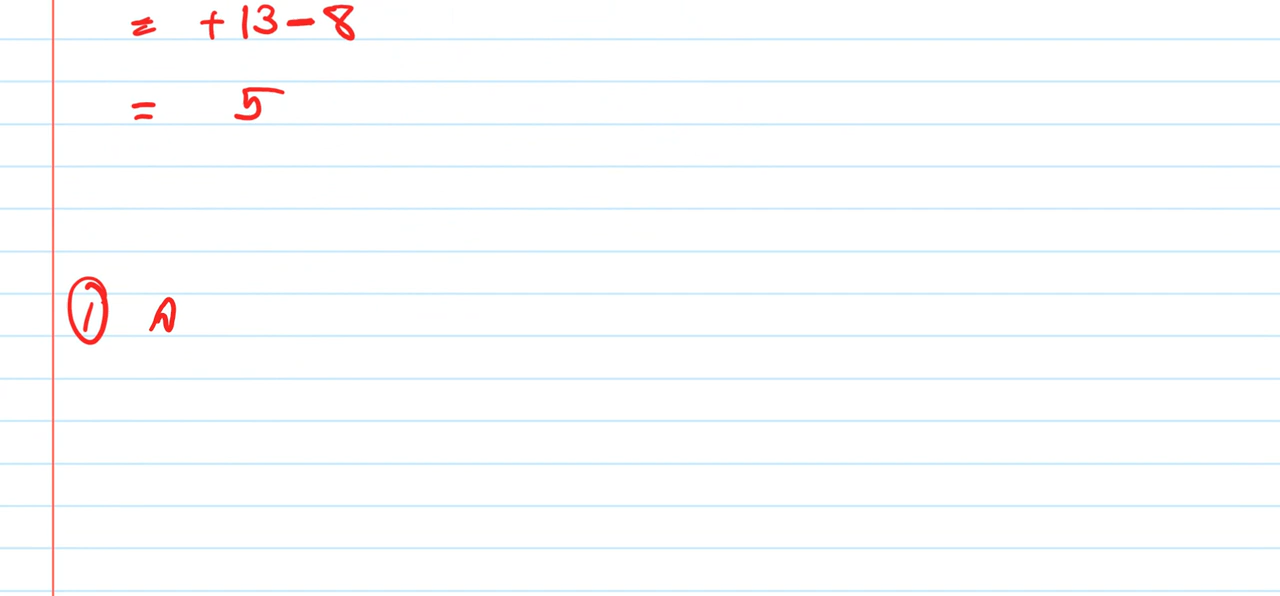 = +13-8
= 5
① A